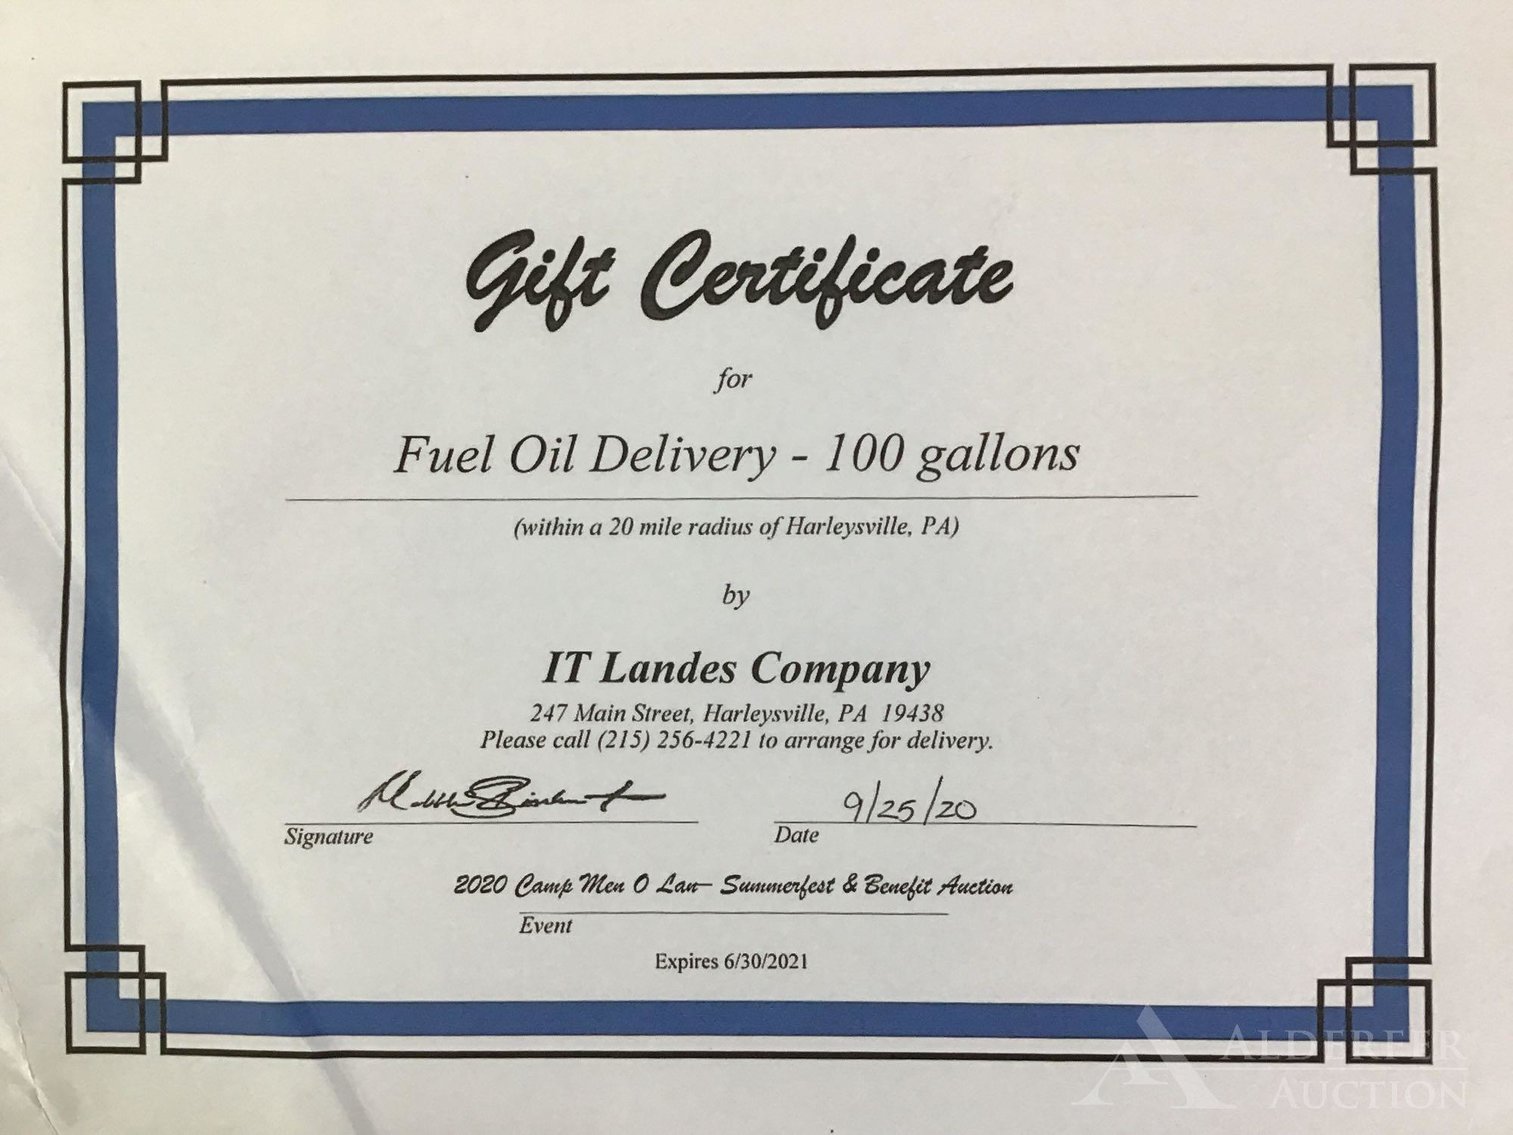 Gift Certificate
for
Fuel Oil Delivery - 100 gallons
(within a 20 mile radius of Harleysville, PA)
by
IT Landes Company
247 Main Street, Harleysville, PA 19438
Please call (215) 256-4221 to arrange for delivery.
9/25/20
Signature Date
2020 Camp Men O Lan- Summerfest & Benefit Auction
Event
Expires 6/30/2021
ALDERFER
AUCTION